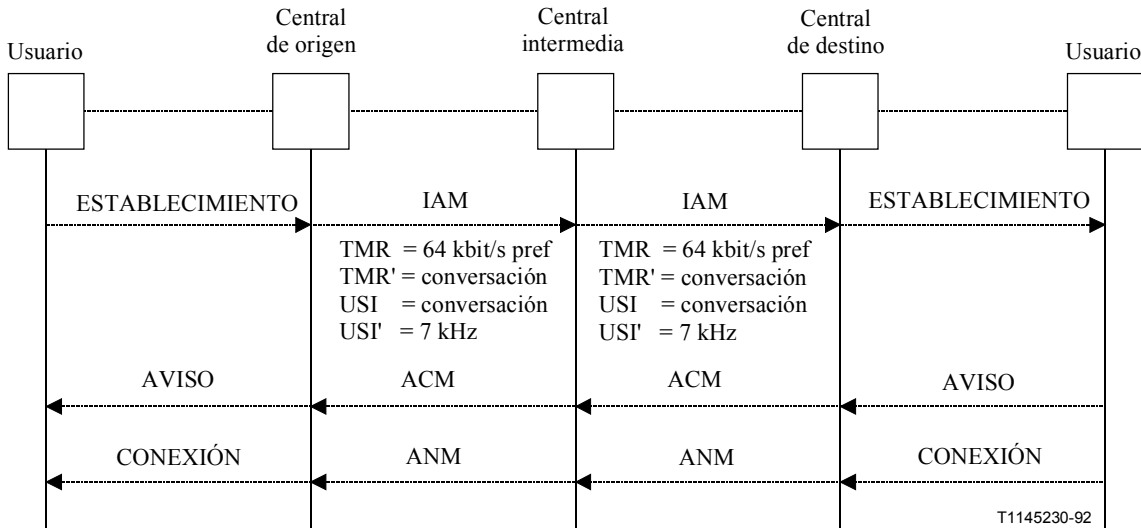 Usuario
Central
de origen
Central
intermedia
Central
de destino
Usuario
ESTABLECIMIENTO
IAM
IAM
ESTABLECIMIENTO
TMR = 64 kbit/s pref
TMR' = conversación
USI = conversación
USI' = 7 kHz
TMR = 64 kbit/s pref
TMR' = conversación
USI = conversación
USI' = 7 kHz
AVISO
ACM
ACM
AVISO
CONEXIÓN
ANM
ANM
CONEXIÓN
T1145230-92